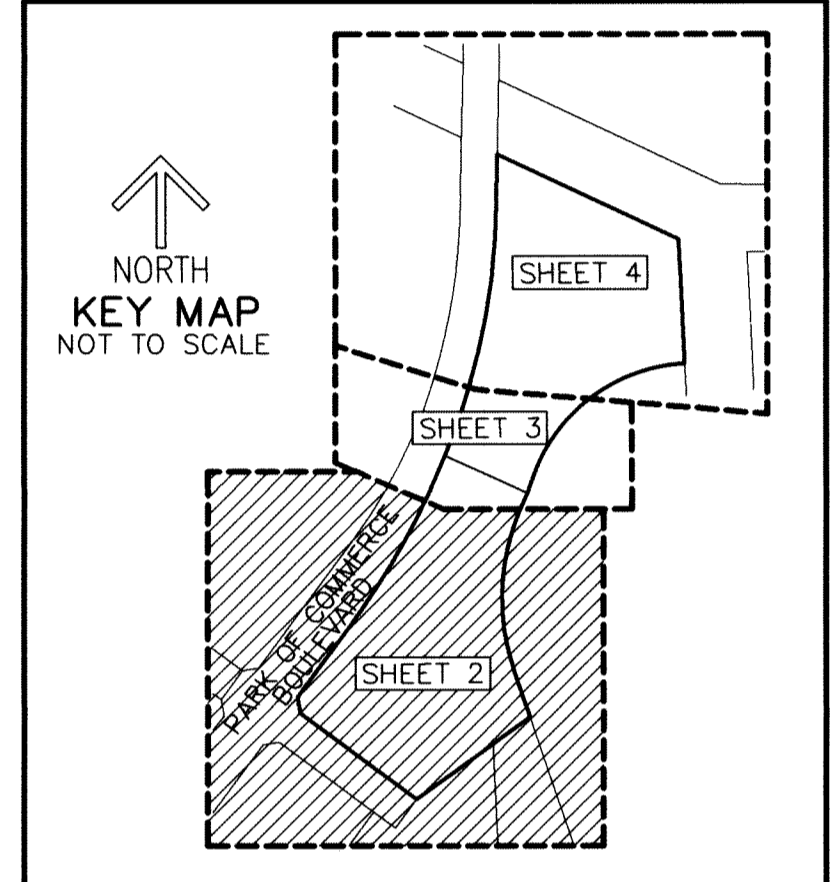 NORTH
KEY MAP
NOT TO SCALE
SHEET 4
SHEET 3
PARK OF COMMERCE
BOULEVARD
SHEET 2